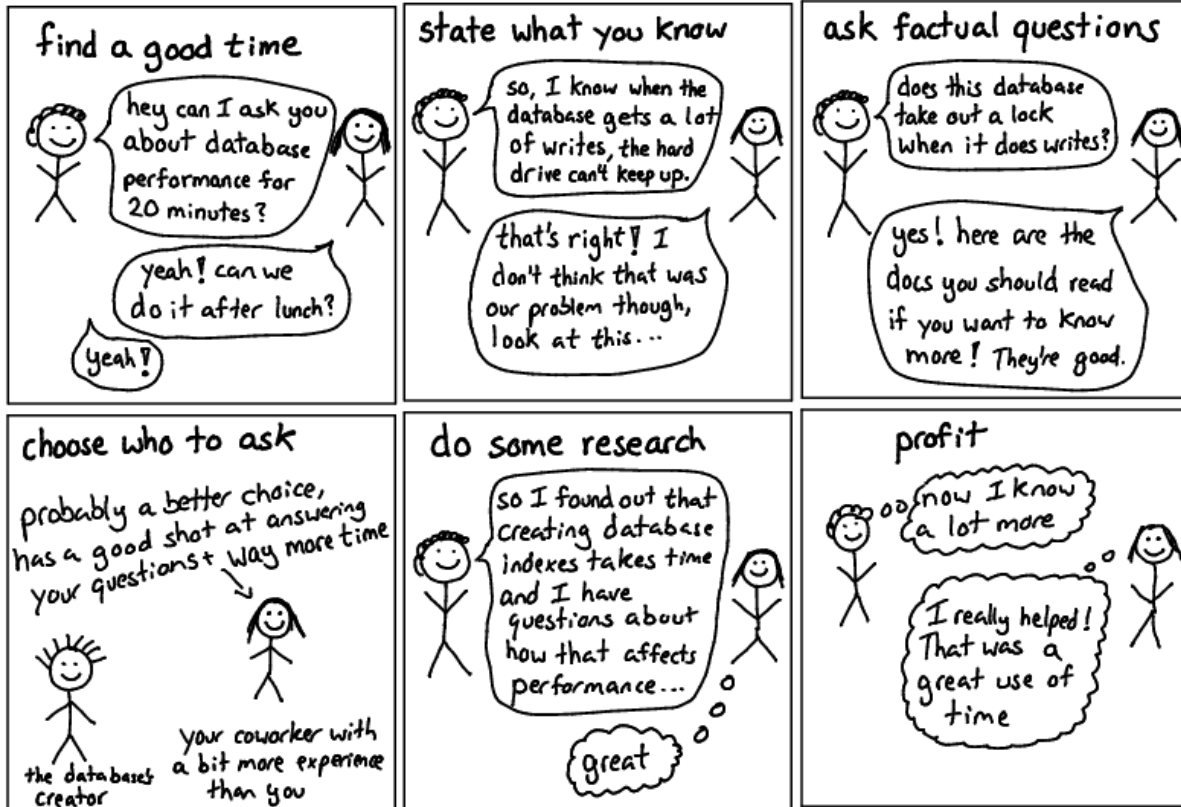 find a good time
hey can I ask you
about database
performance for
20 minutes?
yeah! can we
do it after lunch?
yeah!
state what you know
so, I know when the
database gets a lot
of writes, the hard
drive can't keep up.
that's right! I
don't think that was
our problem though,
look at this...
ask factual questions
does this database
take out a lock
when it does writes?
yes! here are the
docs you should read
if you want to know
more! They're good.
choose who to ask
probably a better choice,
has a good shot at answering
your questions + way more time
the database's
creator
your coworker with
a bit more experience
than you
do some research
so I found out that
creating database
indexes takes time
and I have
questions about
how that affects
performance...
great
profit
now I know
a lot more
I really helped!
That was a
great use of
time